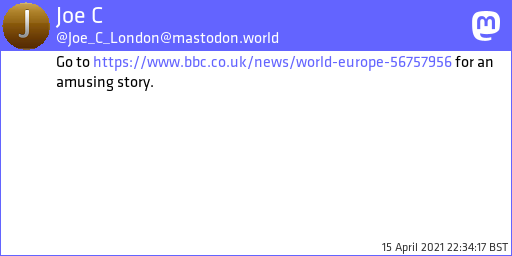 J
Joe C
@Joe_C_London@mastodon.world
m
Go to https://www.bbc.co.uk/news/world-europe-56757956 for an
amusing story.
15 April 2021 22:34:17 BST